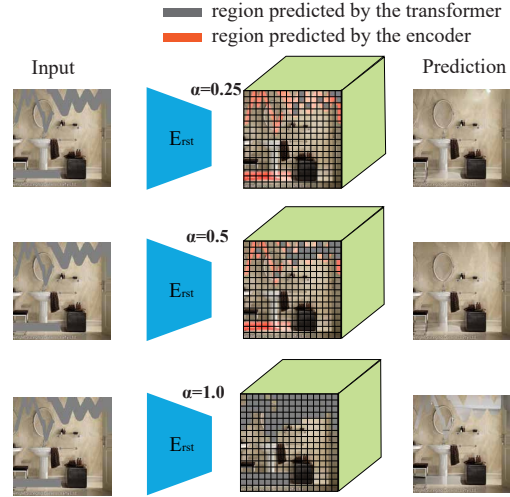 region predicted by the transformer
region predicted by the encoder
Input
Prediction
α=0.25
Erst
α=0.5
Erst
α=1.0
Erst